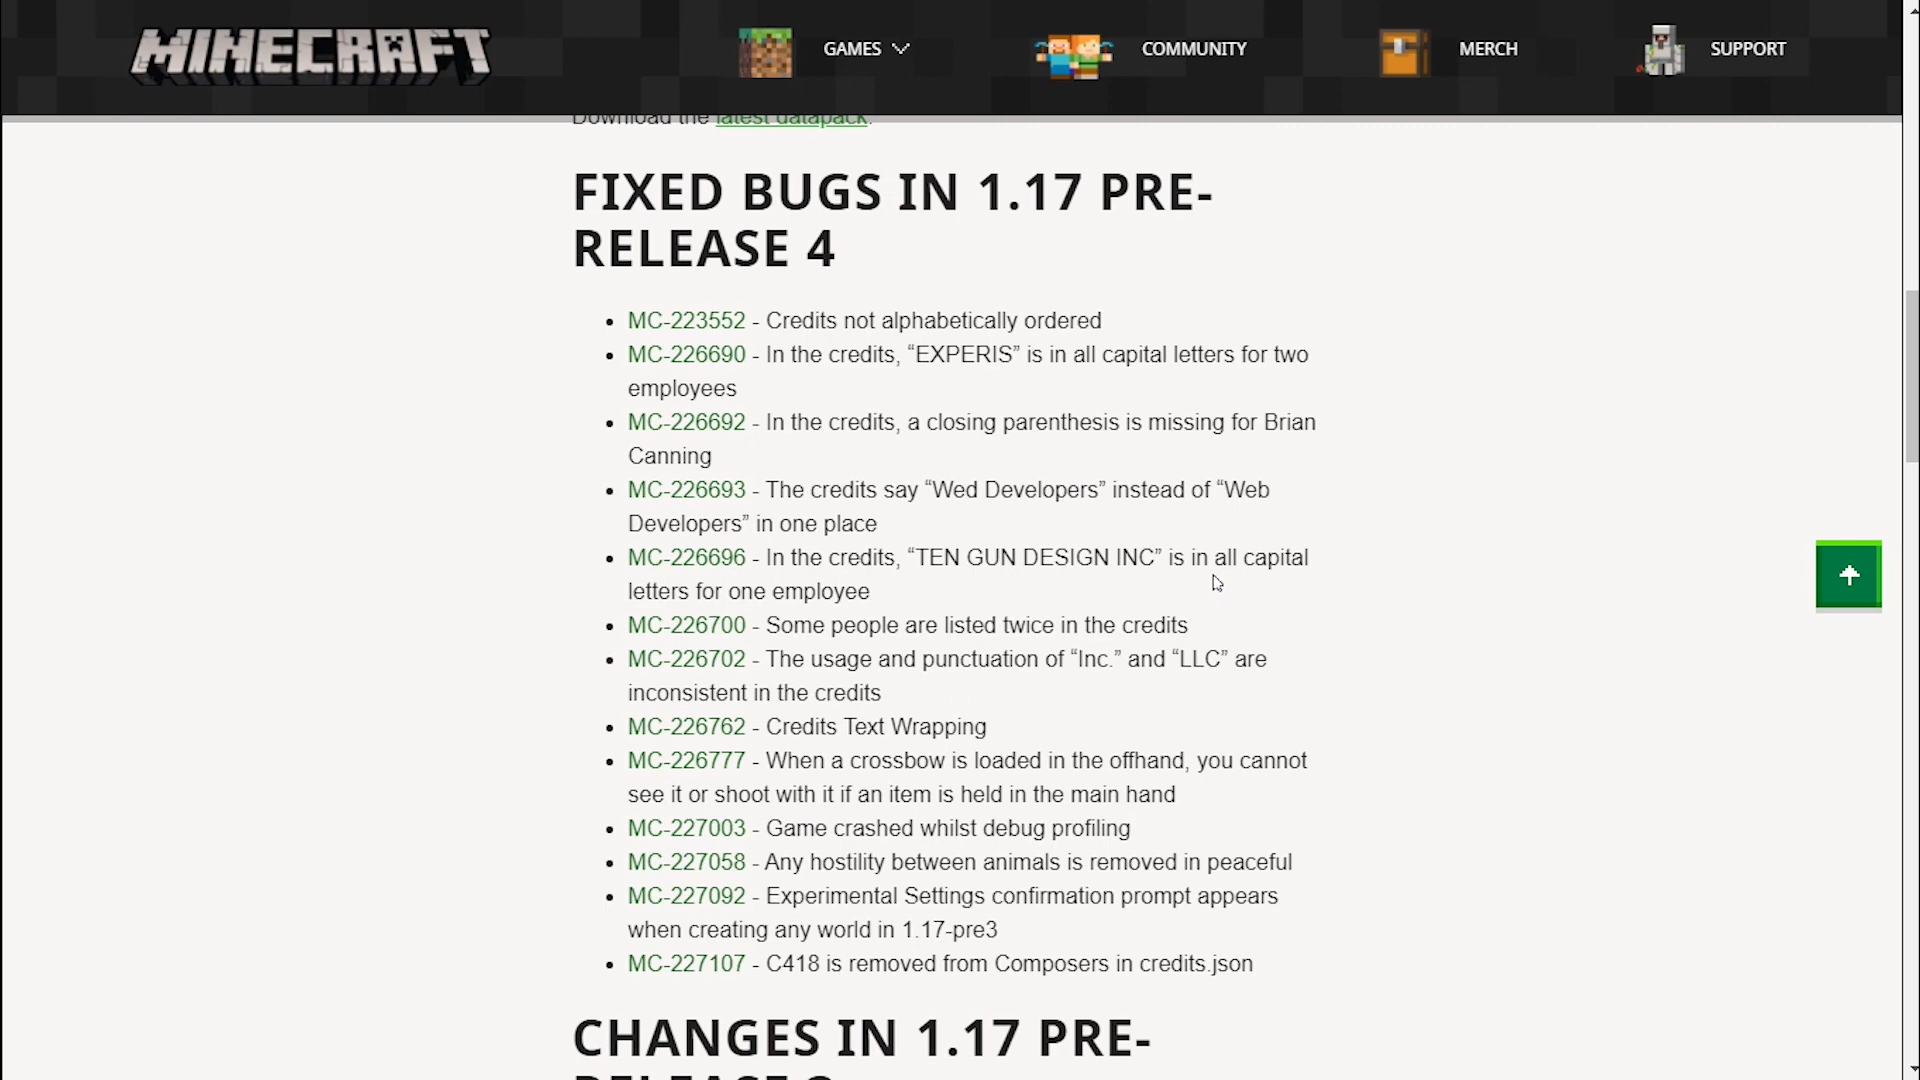 MINECRAFT
GAMES
COMMUNITY
MERCH
SUPPORT
Download the latest datapack.
FIXED BUGS IN 1.17 PRE-
RELEASE 4
• MC-223552 - Credits not alphabetically ordered
• MC-226690 - In the credits, “EXPERIS” is in all capital letters for two
employees
• MC-226692 - In the credits, a closing parenthesis is missing for Brian
Canning
• MC-226693 - The credits say “Wed Developers” instead of “Web
Developers” in one place
• MC-226696 - In the credits, “TEN GUN DESIGN INC” is in all capital
letters for one employee
• MC-226700 - Some people are listed twice in the credits
• MC-226702 - The usage and punctuation of “Inc.” and “LLC” are
inconsistent in the credits
• MC-226762 - Credits Text Wrapping
• MC-226777 - When a crossbow is loaded in the offhand, you cannot
see it or shoot with it if an item is held in the main hand
• MC-227003 - Game crashed whilst debug profiling
• MC-227058 - Any hostility between animals is removed in peaceful
• MC-227092 - Experimental Settings confirmation prompt appears
when creating any world in 1.17-pre3
• MC-227107 - C418 is removed from Composers in credits.json
CHANGES IN 1.17 PRE-
RELEASE